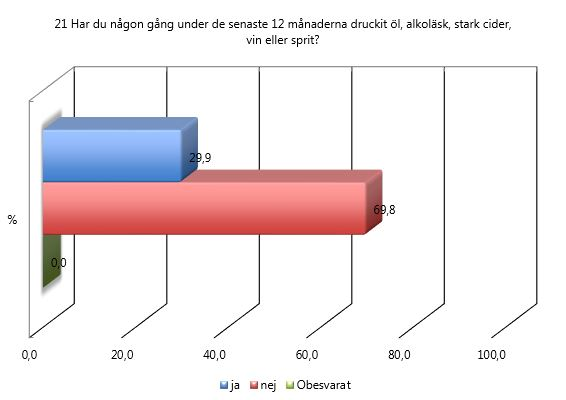 21 Har du någon gång under de senaste 12 månaderna druckit öl, alkoläsk, stark cider,
vin eller sprit?
29,9
69,8
%
0,0
0,0 20,0 40,0 60,0 80,0 100,0
ja nej Obesvarat